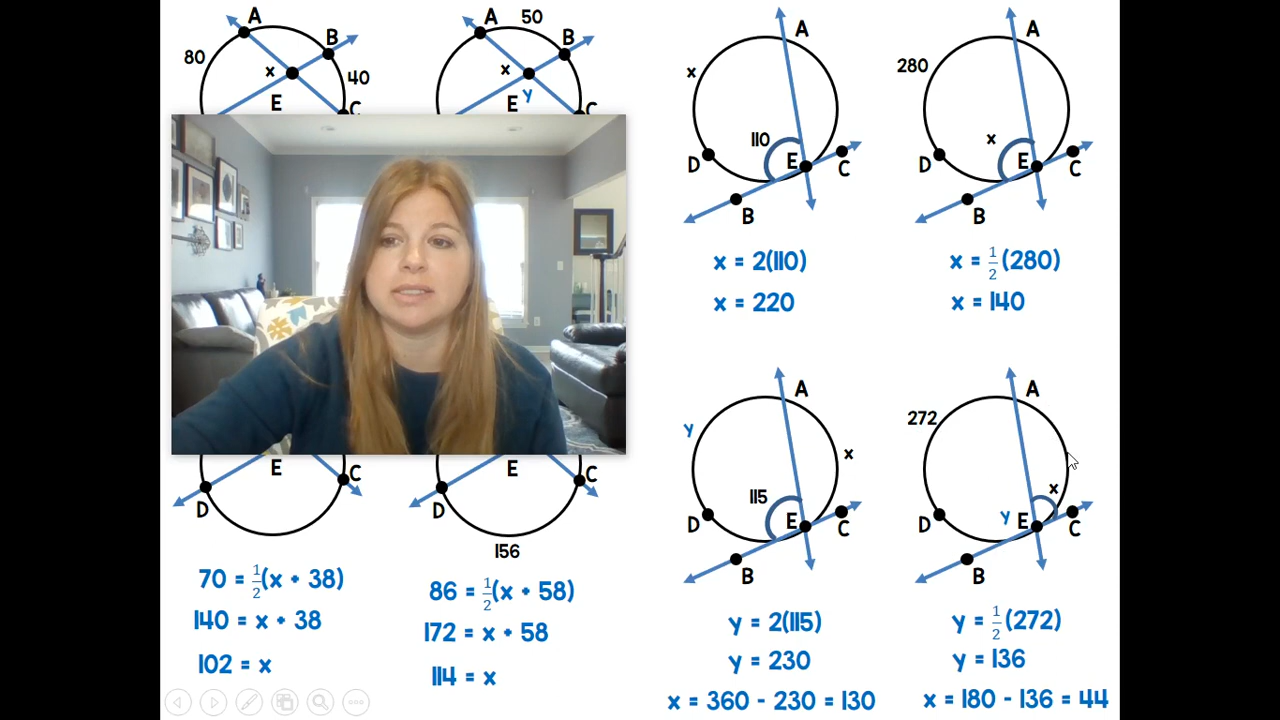 A
B
80
x
40
E
C
A
50
B
x
E
y
C
A
x
110
D
E
C
B
x = 2(110)
x = 220
A
280
x
D
E
C
B
x = ½(280)
x = 140
E
C
D
70 = ½(x + 38)
140 = x + 38
102 = x
E
C
D
156
86 = ½(x + 58)
172 = x + 58
114 = x
A
y
x
115
D
E
C
B
y = 2(115)
y = 230
x = 360 - 230 = 130
A
272
x
y
D
E
C
B
y = ½(272)
y = 136
x = 180 - 136 = 44